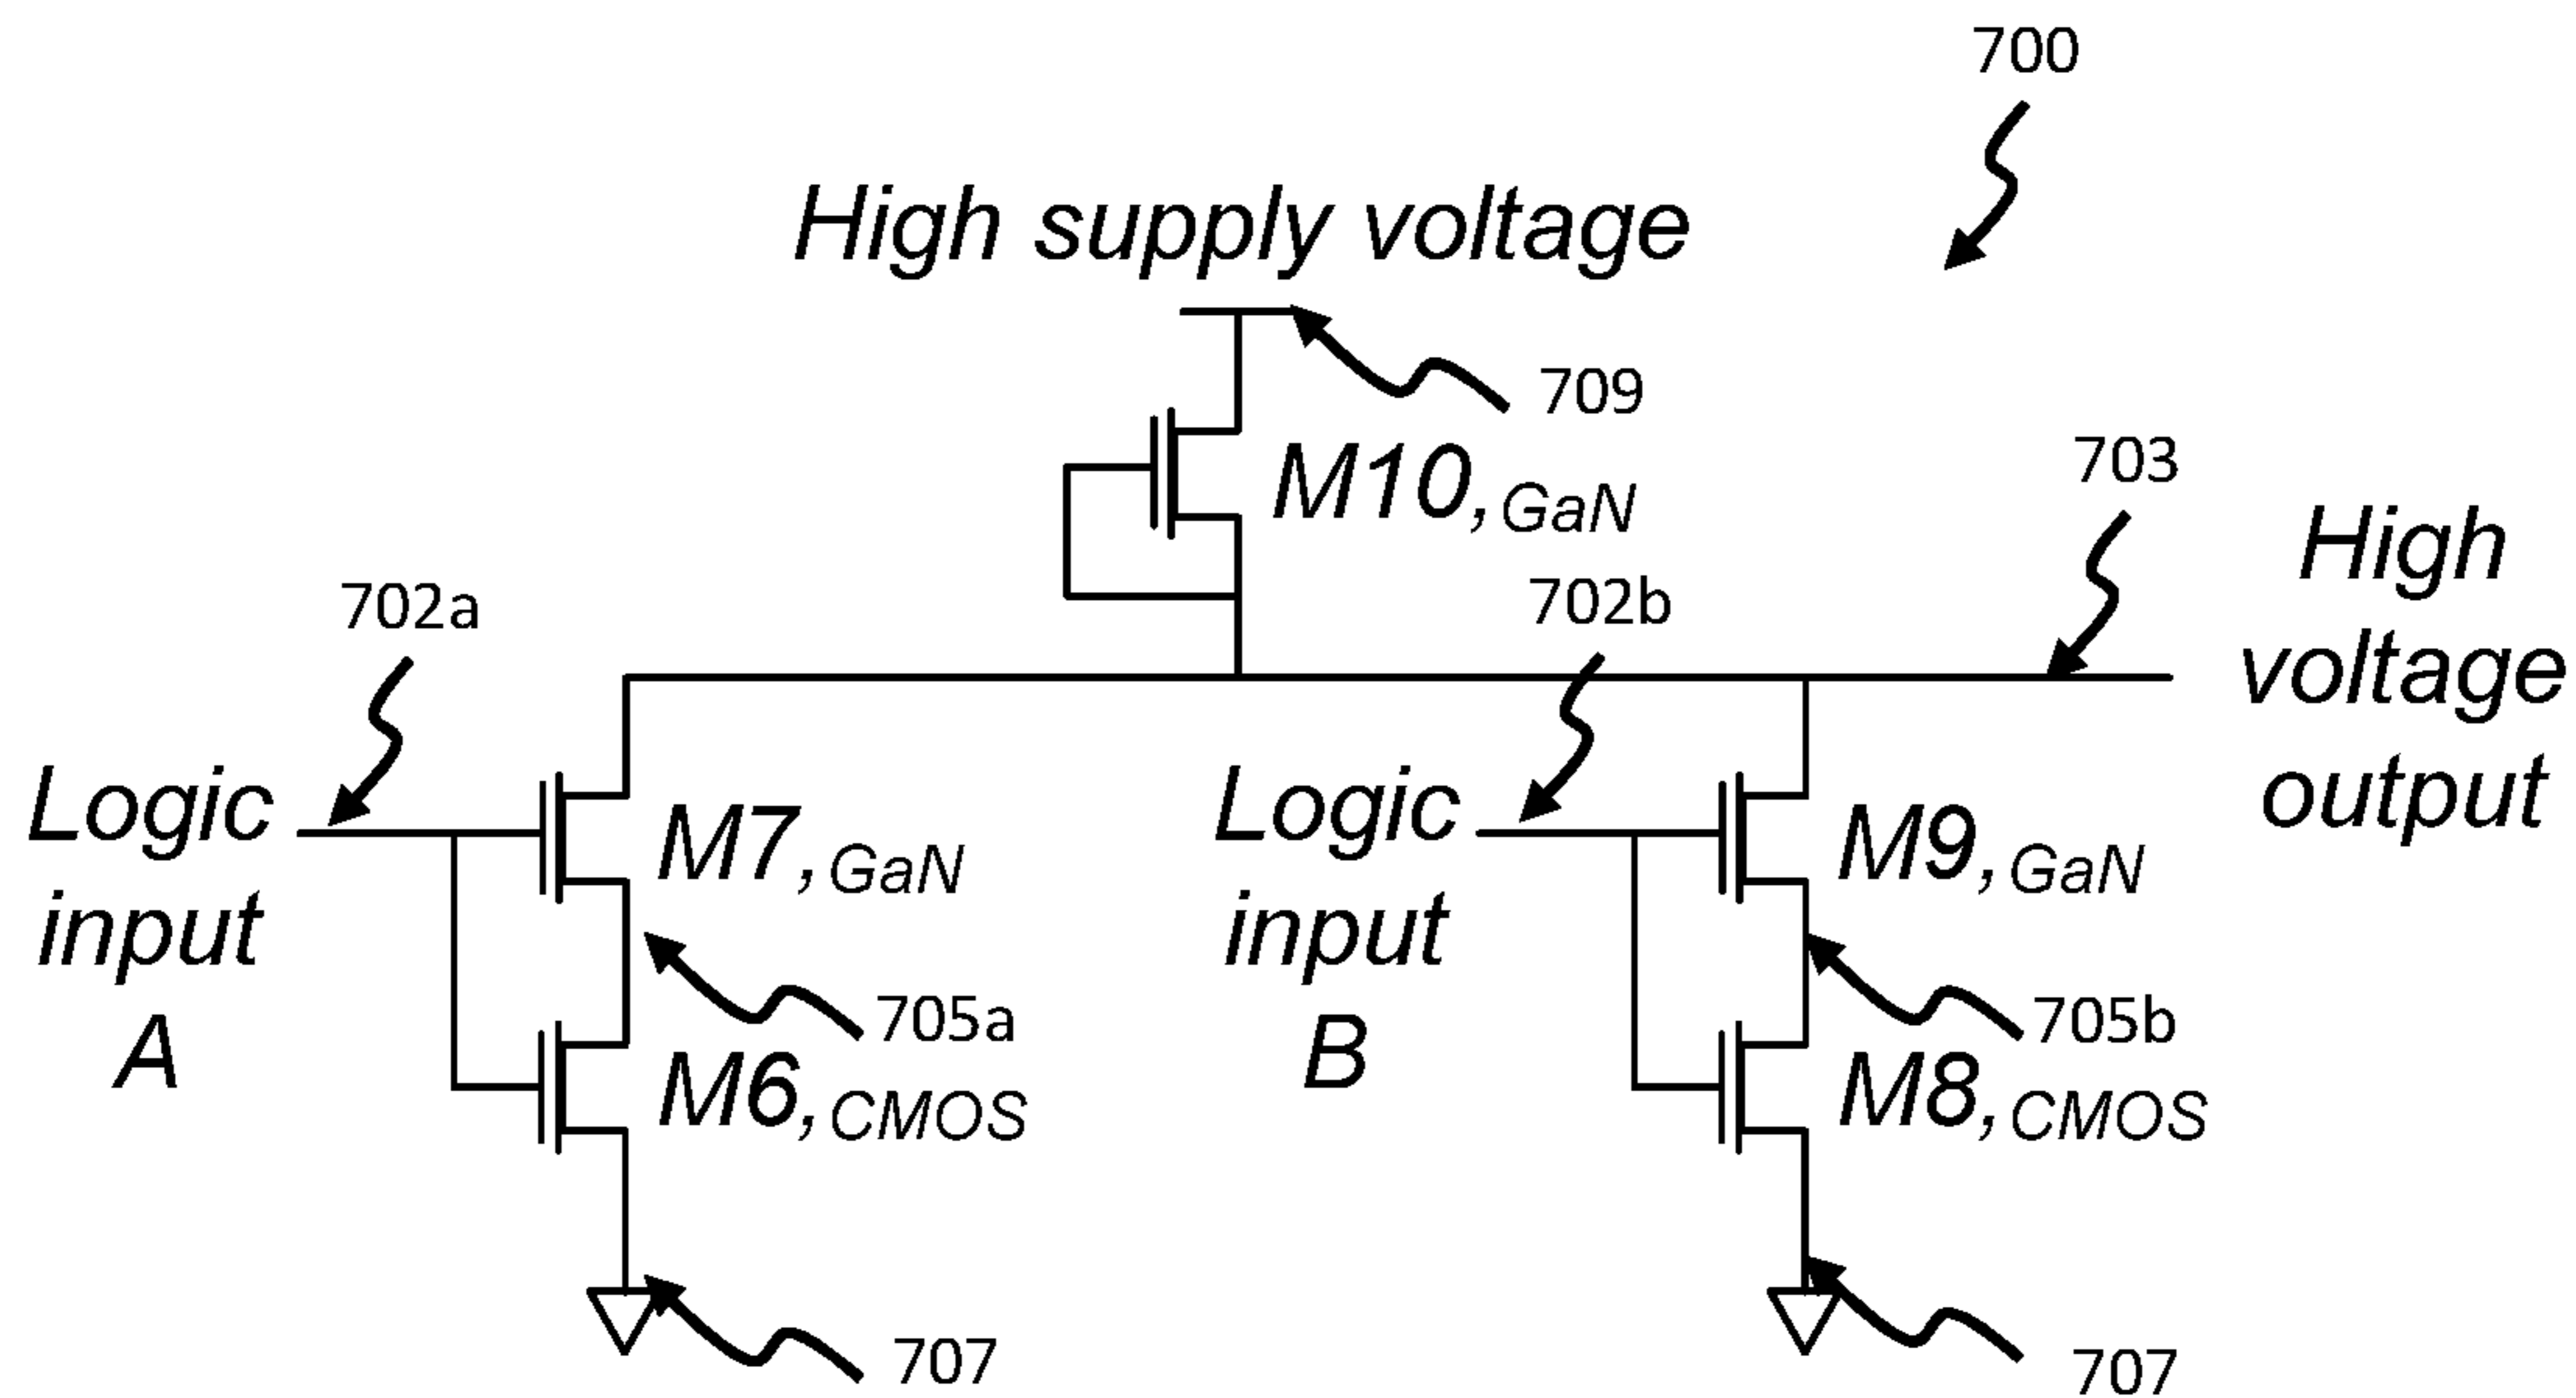 700
High supply voltage
709
M10,GaN
703
High
voltage
output
702a
702b
Logic
input
A
M7,GaN
705a
M6,CMOS
707
Logic
input
B
M9,GaN
705b
M8,CMOS
707